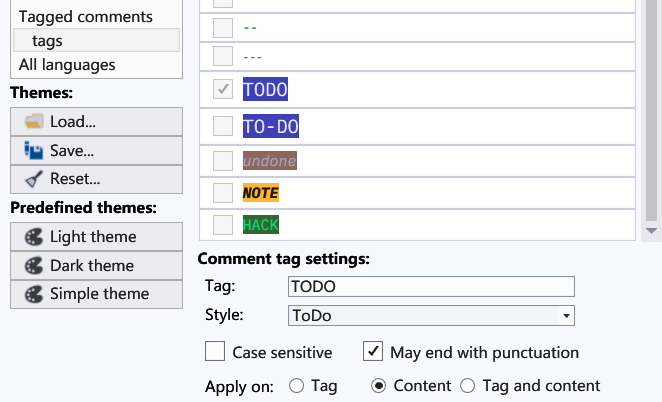 Tagged comments
tags
All languages
Themes:
Load...
Save...
Reset...
Predefined themes:
Light theme
Dark theme
Simple theme
--
---
TODO
TO-DO
undone
NOTE
HACK
Comment tag settings:
Tag: TODO
Style: ToDo
Case sensitive May end with punctuation
Apply on: Tag Content Tag and content